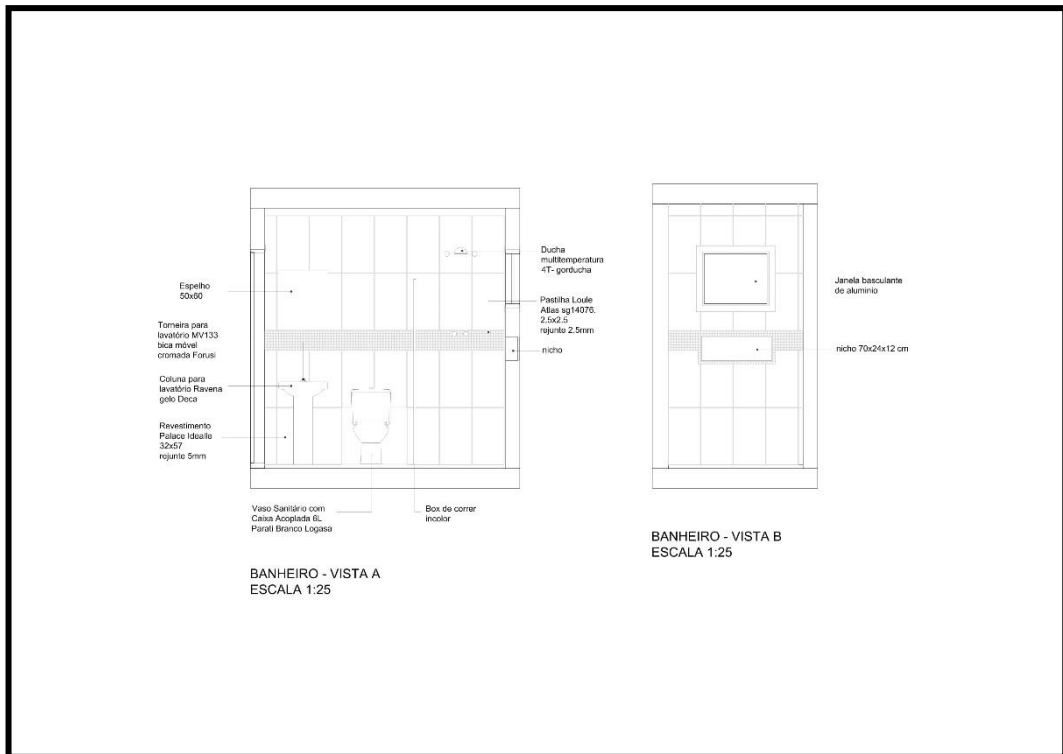 Espelho
50x60
Torneira para
lavatório MV133
bica móvel
cromada Forusi
Coluna para
lavatório Ravena
gelo Deca
Revestimento
Palace Idealle
32x57
rejunte 5mm
Vaso Sanitário com
Caixa Acoplada 6L
Parati Branco Logasa
Box de correr
incolor
Ducha
multitemperatura
4T- gorducha
Pastilha Loule
Atlas sg14076.
2.5x2.5
rejunte 2.5mm
nicho
BANHEIRO - VISTA A
ESCALA 1:25
Janela basculante
de aluminio
nicho 70x24x12 cm
BANHEIRO - VISTA B
ESCALA 1:25